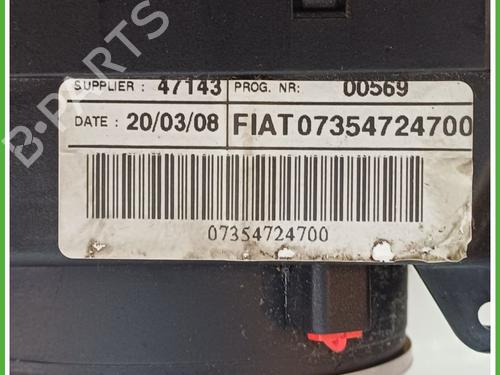 B-PARTS
SUPPLIER : 47143 PROG. NR: 00569
DATE : 20/03/08 FIAT07354724700
07354724700